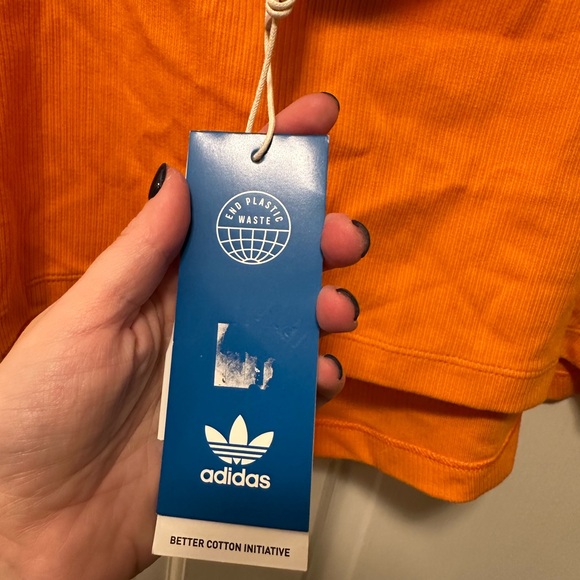 END PLASTIC
WASTE
adidas
BETTER COTTON INITIATIVE